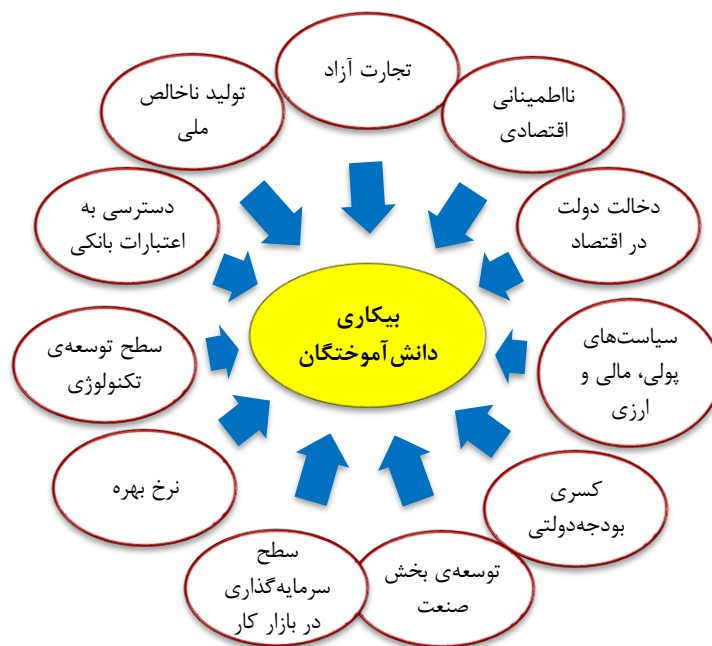 تجارت آزاد
نااطمینانی
اقتصادی
دخالت دولت
در اقتصاد
سیاست‌های
پولی، مالی و
ارزی
کسری
بودجه‌دولتی
توسعه‌ی بخش
صنعت
سطح
سرمایه‌گذاری
در بازار کار
نرخ بهره
سطح توسعه‌ی
تکنولوژی
دسترسی به
اعتبارات بانکی
تولید ناخالص
ملی
بیکاری
دانش‌آموختگان